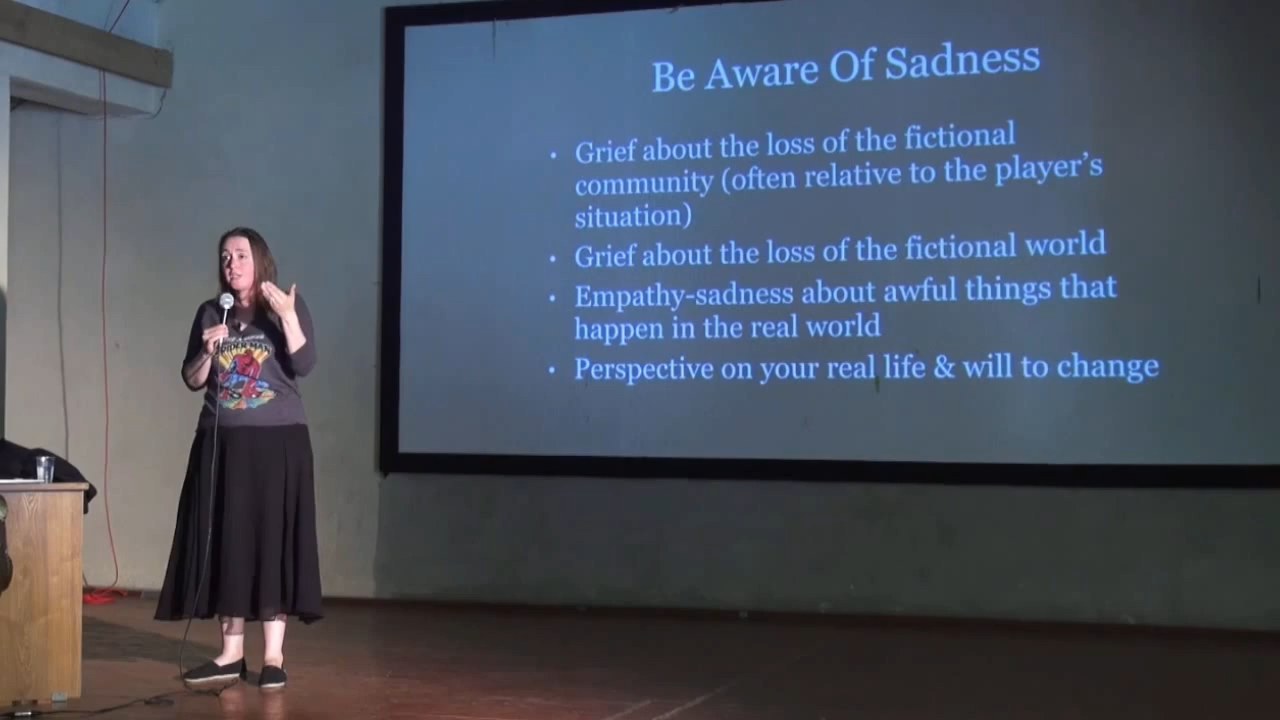 Be Aware Of Sadness
• Grief about the loss of the fictional
community (often relative to the player's
situation)
• Grief about the loss of the fictional world
• Empathy-sadness about awful things that
happen in the real world
• Perspective on your real life & will to change